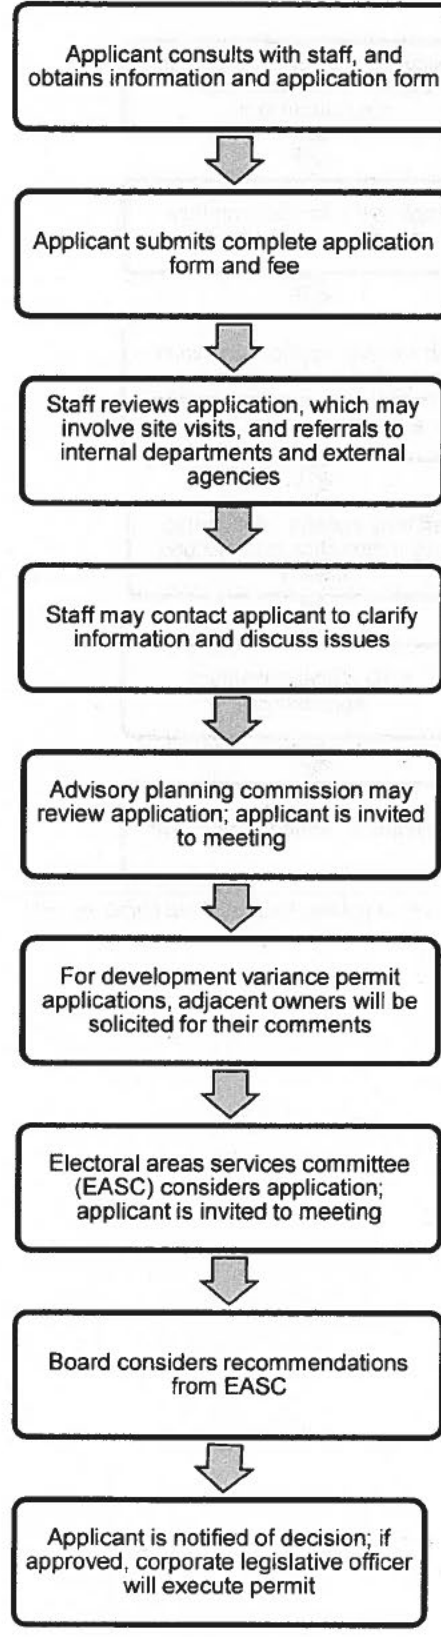 Applicant consults with staff, and
obtains information and application form
Applicant submits complete application
form and fee
Staff reviews application, which may
involve site visits, and referrals to
internal departments and external
agencies
Staff may contact applicant to clarify
information and discuss issues
Advisory planning commission may
review application; applicant is invited
to meeting
For development variance permit
applications, adjacent owners will be
solicited for their comments
Electoral areas services committee
(EASC) considers application;
applicant is invited to meeting
Board considers recommendations
from EASC
Applicant is notified of decision; if
approved, corporate legislative officer
will execute permit